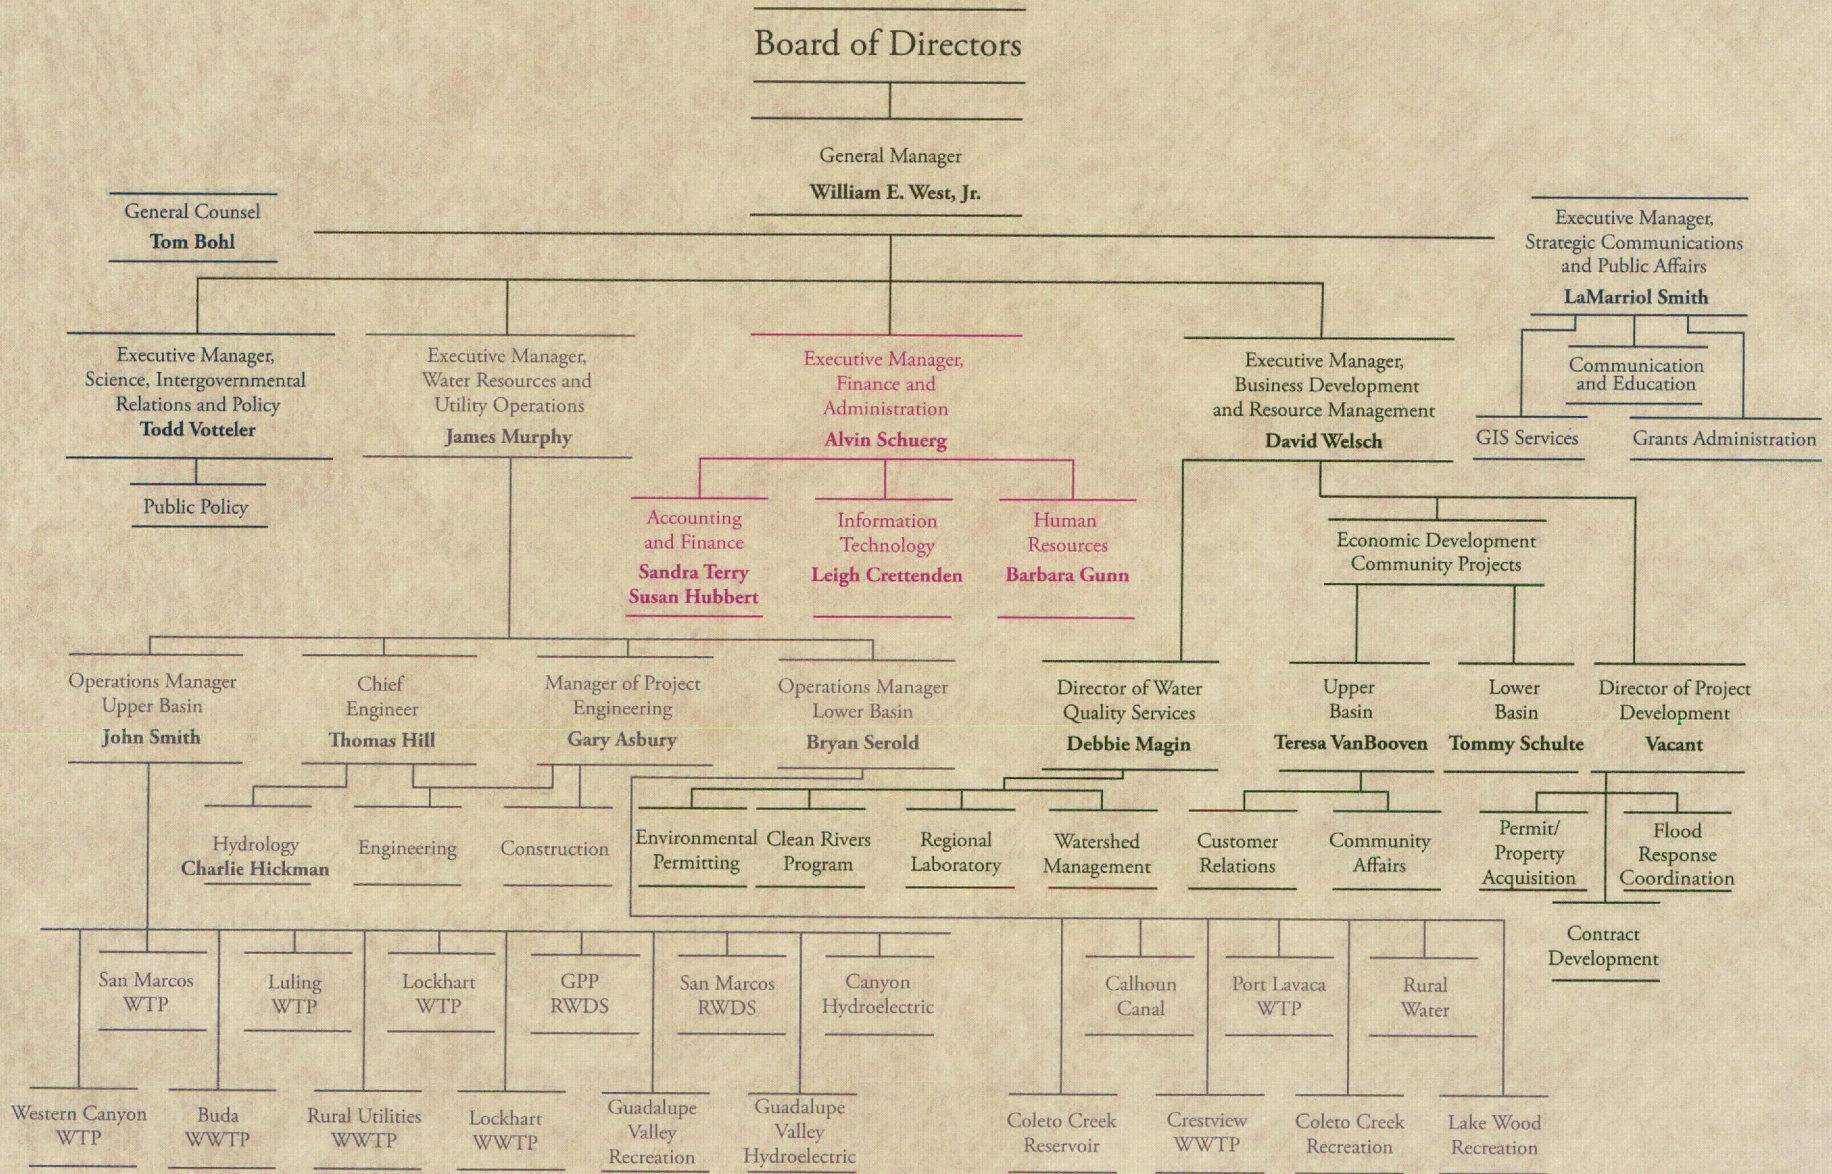 Board of Directors
General Manager
William E. West, Jr.
General Counsel
Tom Bohl
Executive Manager,
Strategic Communications
and Public Affairs
LaMarriol Smith
Executive Manager,
Science, Intergovernmental
Relations and Policy
Todd Votteler
Executive Manager,
Water Resources and
Utility Operations
James Murphy
Executive Manager,
Finance and
Administration
Alvin Schuerg
Executive Manager,
Business Development
and Resource Management
David Welsch
Communication
and Education
GIS Services
Grants Administration
Public Policy
Accounting
and Finance
Sandra Terry
Susan Hubbert
Information
Technology
Leigh Crettenden
Human
Resources
Barbara Gunn
Economic Development
Community Projects
Operations Manager
Upper Basin
John Smith
Chief
Engineer
Thomas Hill
Manager of Project
Engineering
Gary Asbury
Operations Manager
Lower Basin
Bryan Serold
Director of Water
Quality Services
Debbie Magin
Upper
Basin
Teresa VanBooven
Lower
Basin
Tommy Schulte
Director of Project
Development
Vacant
Hydrology
Charlie Hickman
Engineering
Construction
Environmental
Permitting
Clean Rivers
Program
Regional
Laboratory
Watershed
Management
Customer
Relations
Community
Affairs
Permit/
Property
Acquisition
Flood
Response
Coordination
Contract
Development
San Marcos
WTP
Luling
WTP
Lockhart
WTP
GPP
RWDS
San Marcos
RWDS
Canyon
Hydroelectric
Calhoun
Canal
Port Lavaca
WTP
Rural
Water
Western Canyon
WTP
Buda
WWTP
Rural Utilities
WWTP
Lockhart
WWTP
Guadalupe
Valley
Recreation
Guadalupe
Valley
Hydroelectric
Coleto Creek
Reservoir
Crestview
WWTP
Coleto Creek
Recreation
Lake Wood
Recreation